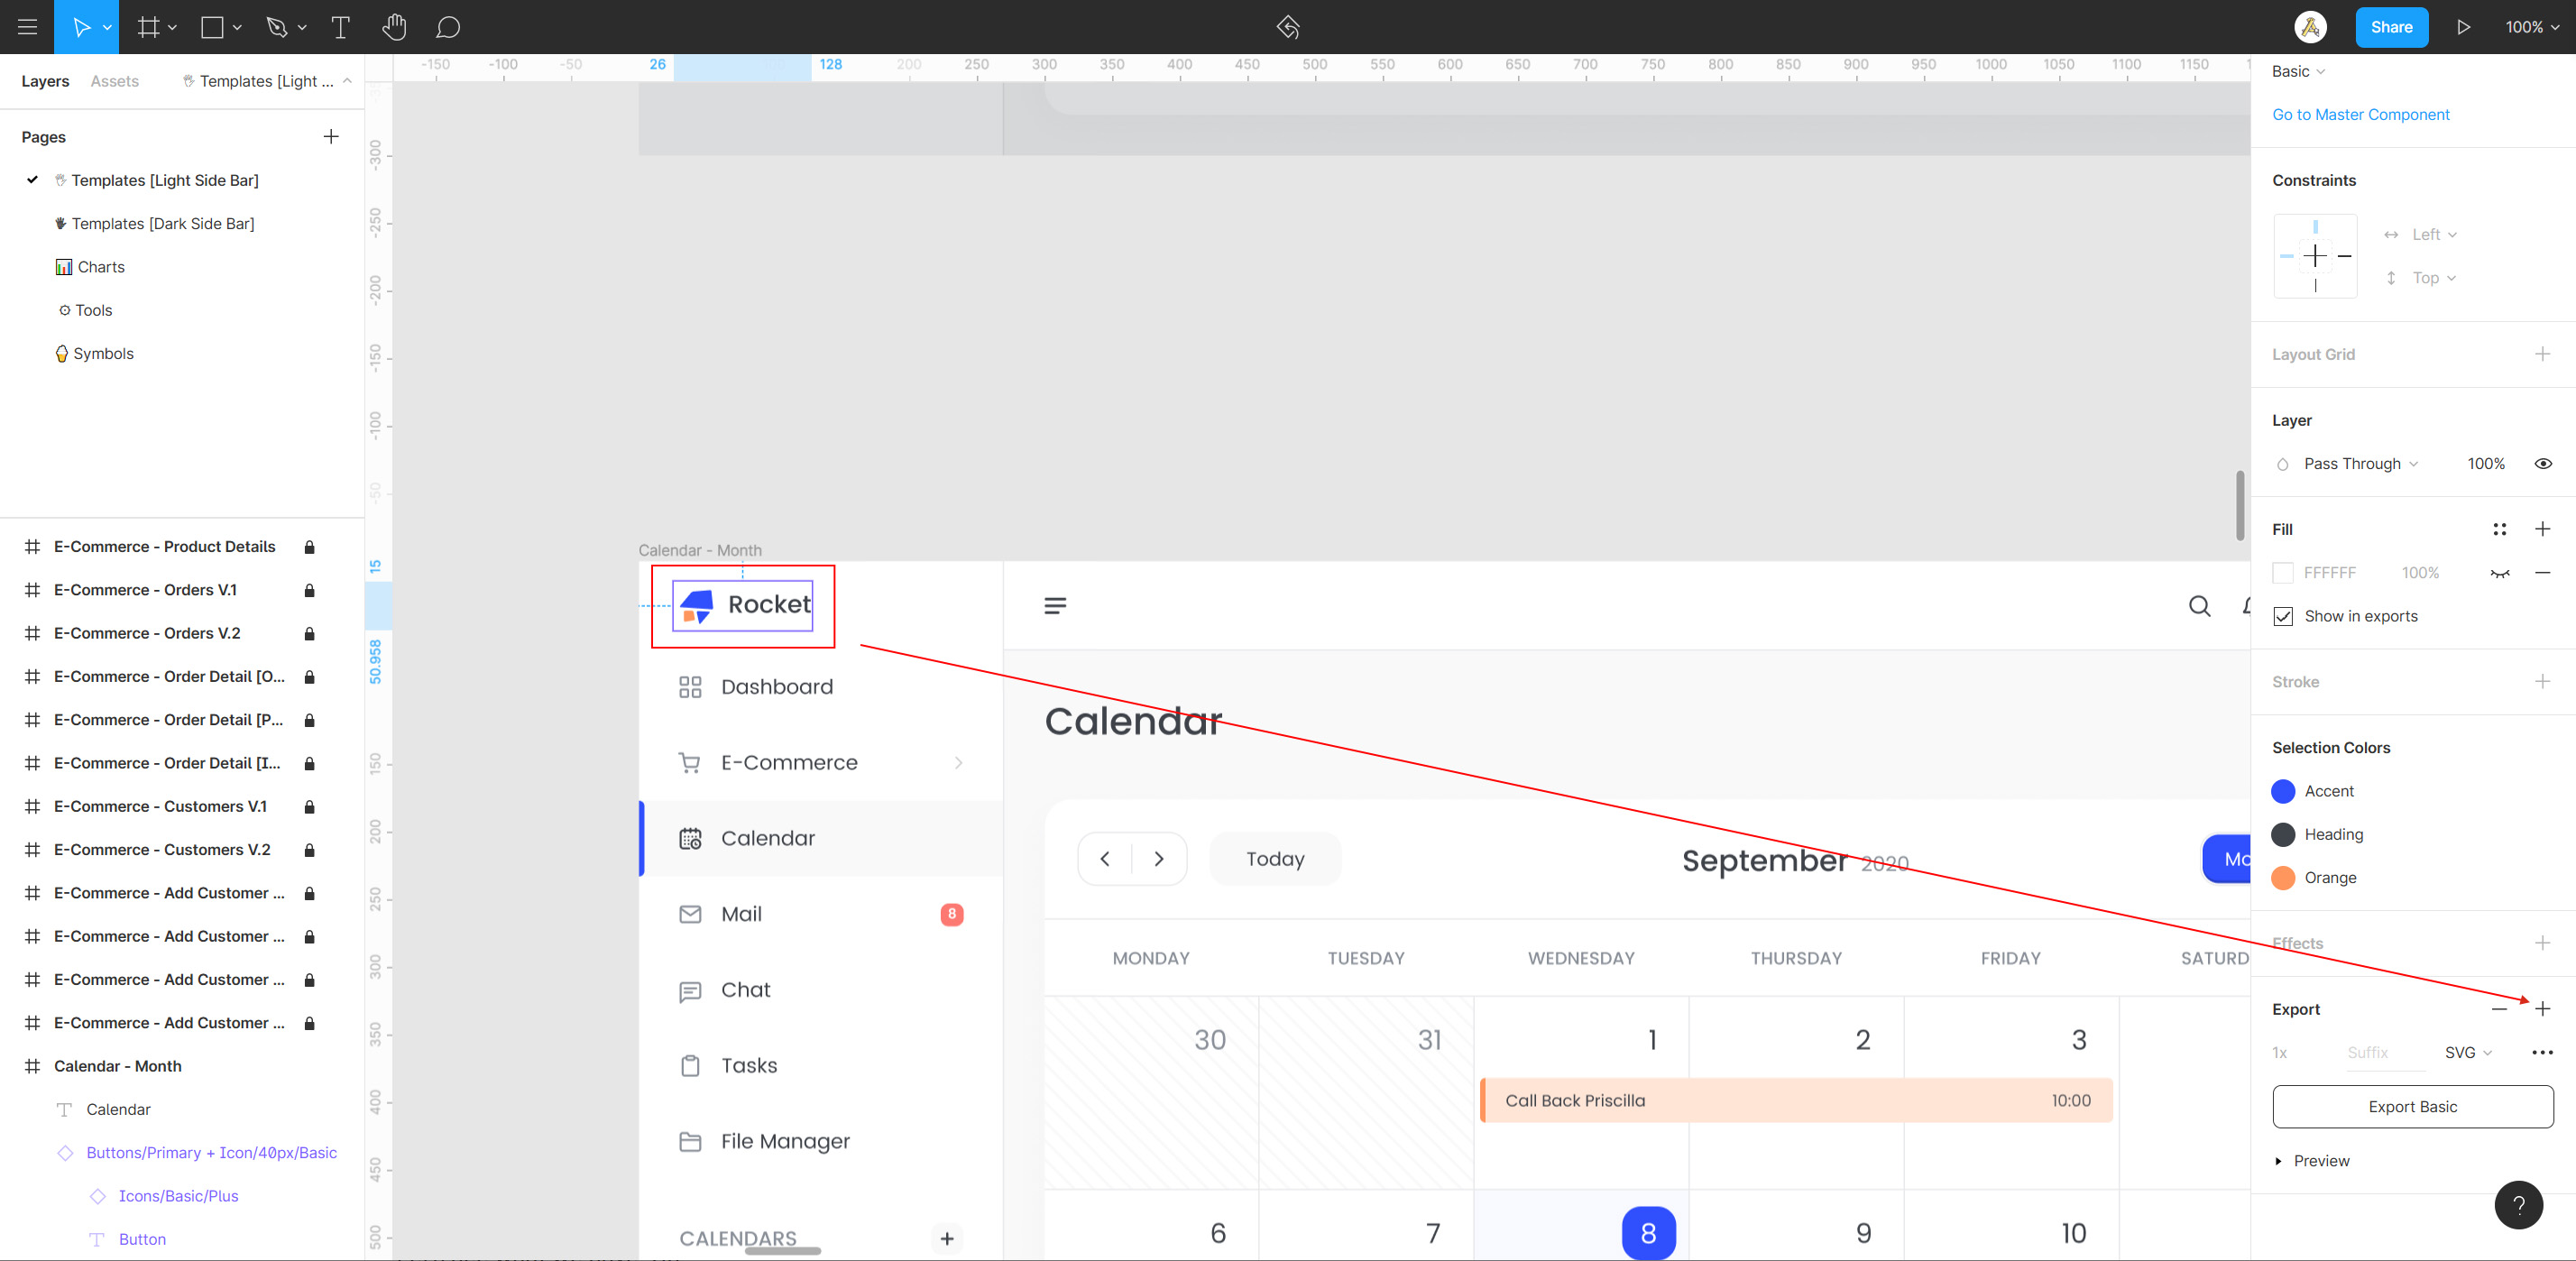 Share
100%
Layers
Assets
Templates [Light ...
Pages
Templates [Light Side Bar]
Templates [Dark Side Bar]
Charts
Tools
Symbols
E-Commerce - Product Details
E-Commerce - Orders V.1
E-Commerce - Orders V.2
E-Commerce - Order Detail [O...
E-Commerce - Order Detail [P...
E-Commerce - Order Detail [I...
E-Commerce - Customers V.1
E-Commerce - Customers V.2
E-Commerce - Add Customer ...
E-Commerce - Add Customer ...
E-Commerce - Add Customer ...
E-Commerce - Add Customer ...
Calendar - Month
Calendar
Buttons/Primary + Icon/40px/Basic
Icons/Basic/Plus
Button
-150 -100 -50 26 128 200 250 300 350 400 450 500 550 600 650 700 750 800 850 900 950 1000 1050 1100 1150
-300
-250
-200
-150
-100
-50
15
50.958
150
200
250
300
350
400
450
500
Calendar - Month
Rocket
Dashboard
E-Commerce
Calendar
Mail
8
Chat
Tasks
File Manager
CALENDARS
Calendar
Today
September 2020
Mo
MONDAY TUESDAY WEDNESDAY THURSDAY FRIDAY SATURD
30 31 1 2 3
Call Back Priscilla 10:00
6 7 8 9 10
Basic
Go to Master Component
Constraints
Left
Top
Layout Grid
Layer
Pass Through 100%
Fill
FFFFFF 100%
Show in exports
Stroke
Selection Colors
Accent
Heading
Orange
Effects
Export
1x Suffix SVG
Export Basic
Preview
?